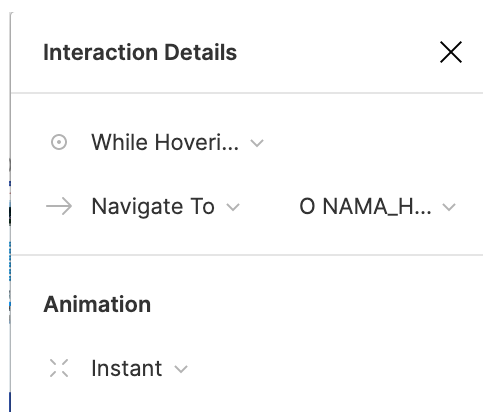 Interaction Details
While Hoveri...
Navigate To O NAMA_H...
Animation
Instant